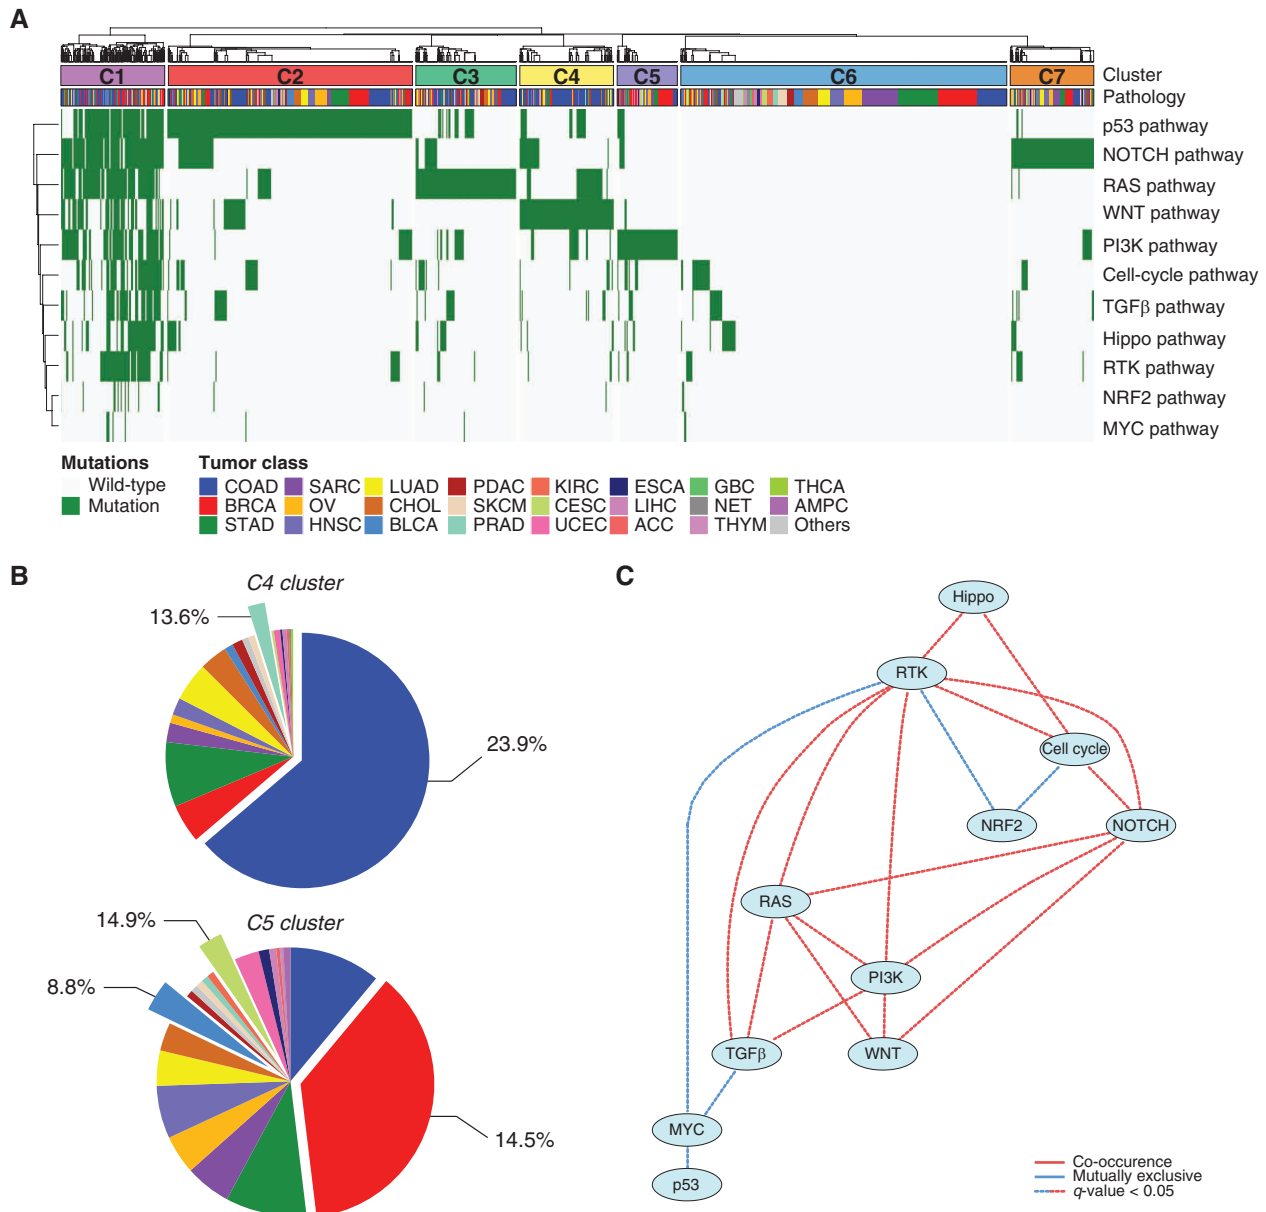 A
C1 C2 C3 C4 C5 C6 C7 Cluster
Pathology
p53 pathway
NOTCH pathway
RAS pathway
WNT pathway
PI3K pathway
Cell-cycle pathway
TGFβ pathway
Hippo pathway
RTK pathway
NRF2 pathway
MYC pathway
Mutations
Wild-type
Mutation
Tumor class
COAD SARC LUAD PDAC KIRC ESCA GBC THCA
BRCA OV CHOL SKCM CESC LIHC NET AMPC
STAD HNSC BLCA PRAD UCEC ACC THYM Others
B
C4 cluster
13.6%
23.9%
C5 cluster
14.9%
8.8%
14.5%
C
Hippo
RTK
Cell cycle
NRF2
NOTCH
RAS
PI3K
TGFβ
WNT
MYC
p53
Co-occurence
Mutually exclusive
q-value < 0.05